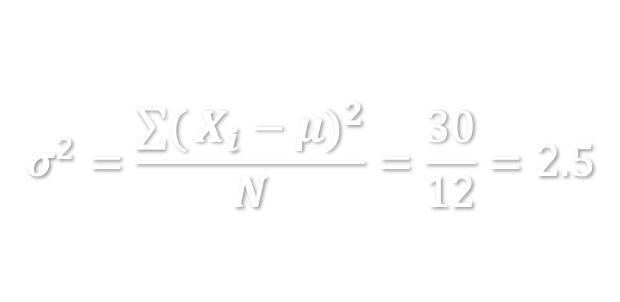 σ² = ∑(Xᵢ − μ)² / N = 30 / 12 = 2.5